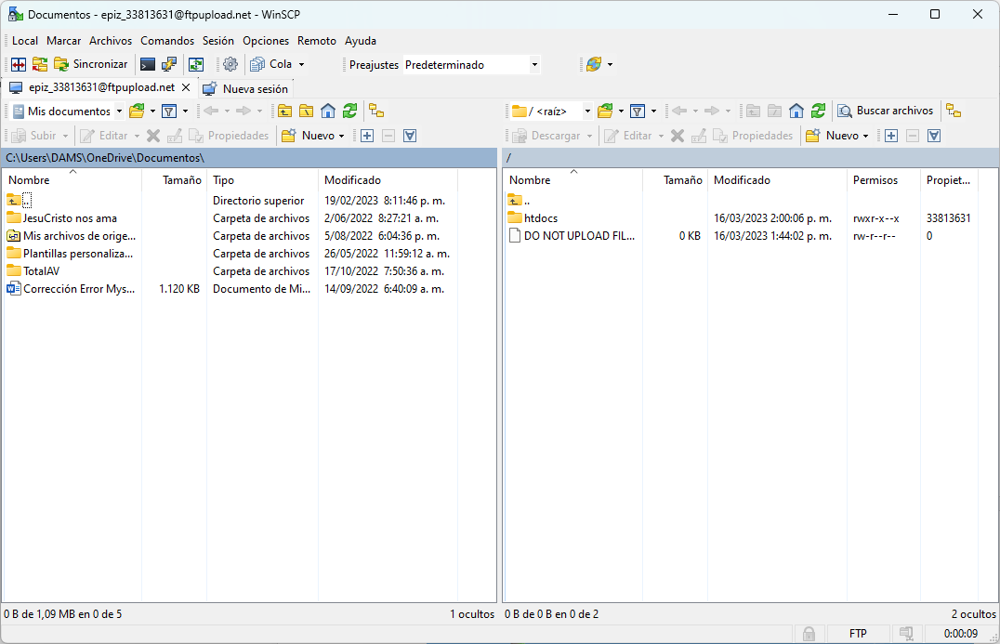 Documentos - epiz_33813631@ftpupload.net - WinSCP
Local Marcar Archivos Comandos Sesión Opciones Remoto Ayuda
Sincronizar Cola Preajustes Predeterminado
epiz_33813631@ftpupload.net Nueva sesión
Mis documentos / <raíz> Buscar archivos
Subir Editar Propiedades Nuevo Descargar Editar Propiedades Nuevo
C:\Users\DAMS\OneDrive\Documentos\ /
Nombre Tamaño Tipo Modificado
.. Directorio superior 19/02/2023 8:11:46 p. m.
JesuCristo nos ama Carpeta de archivos 2/06/2022 8:27:21 a. m.
Mis archivos de orige... Carpeta de archivos 5/08/2022 6:04:36 p. m.
Plantillas personaliza... Carpeta de archivos 26/05/2022 11:59:12 a. m.
TotalAV Carpeta de archivos 17/10/2022 7:50:36 a. m.
Corrección Error Mys... 1.120 KB Documento de Mi... 14/09/2022 6:40:09 a. m.
Nombre Tamaño Modificado Permisos Propiet...
..
htdocs 16/03/2023 2:00:06 p. m. rwxr-x--x 33813631
DO NOT UPLOAD FIL... 0 KB 16/03/2023 1:44:02 p. m. rw-r--r-- 0
0 B de 1,09 MB en 0 de 5 1 ocultos 0 B de 0 B en 0 de 2 2 ocultos
FTP 0:00:09